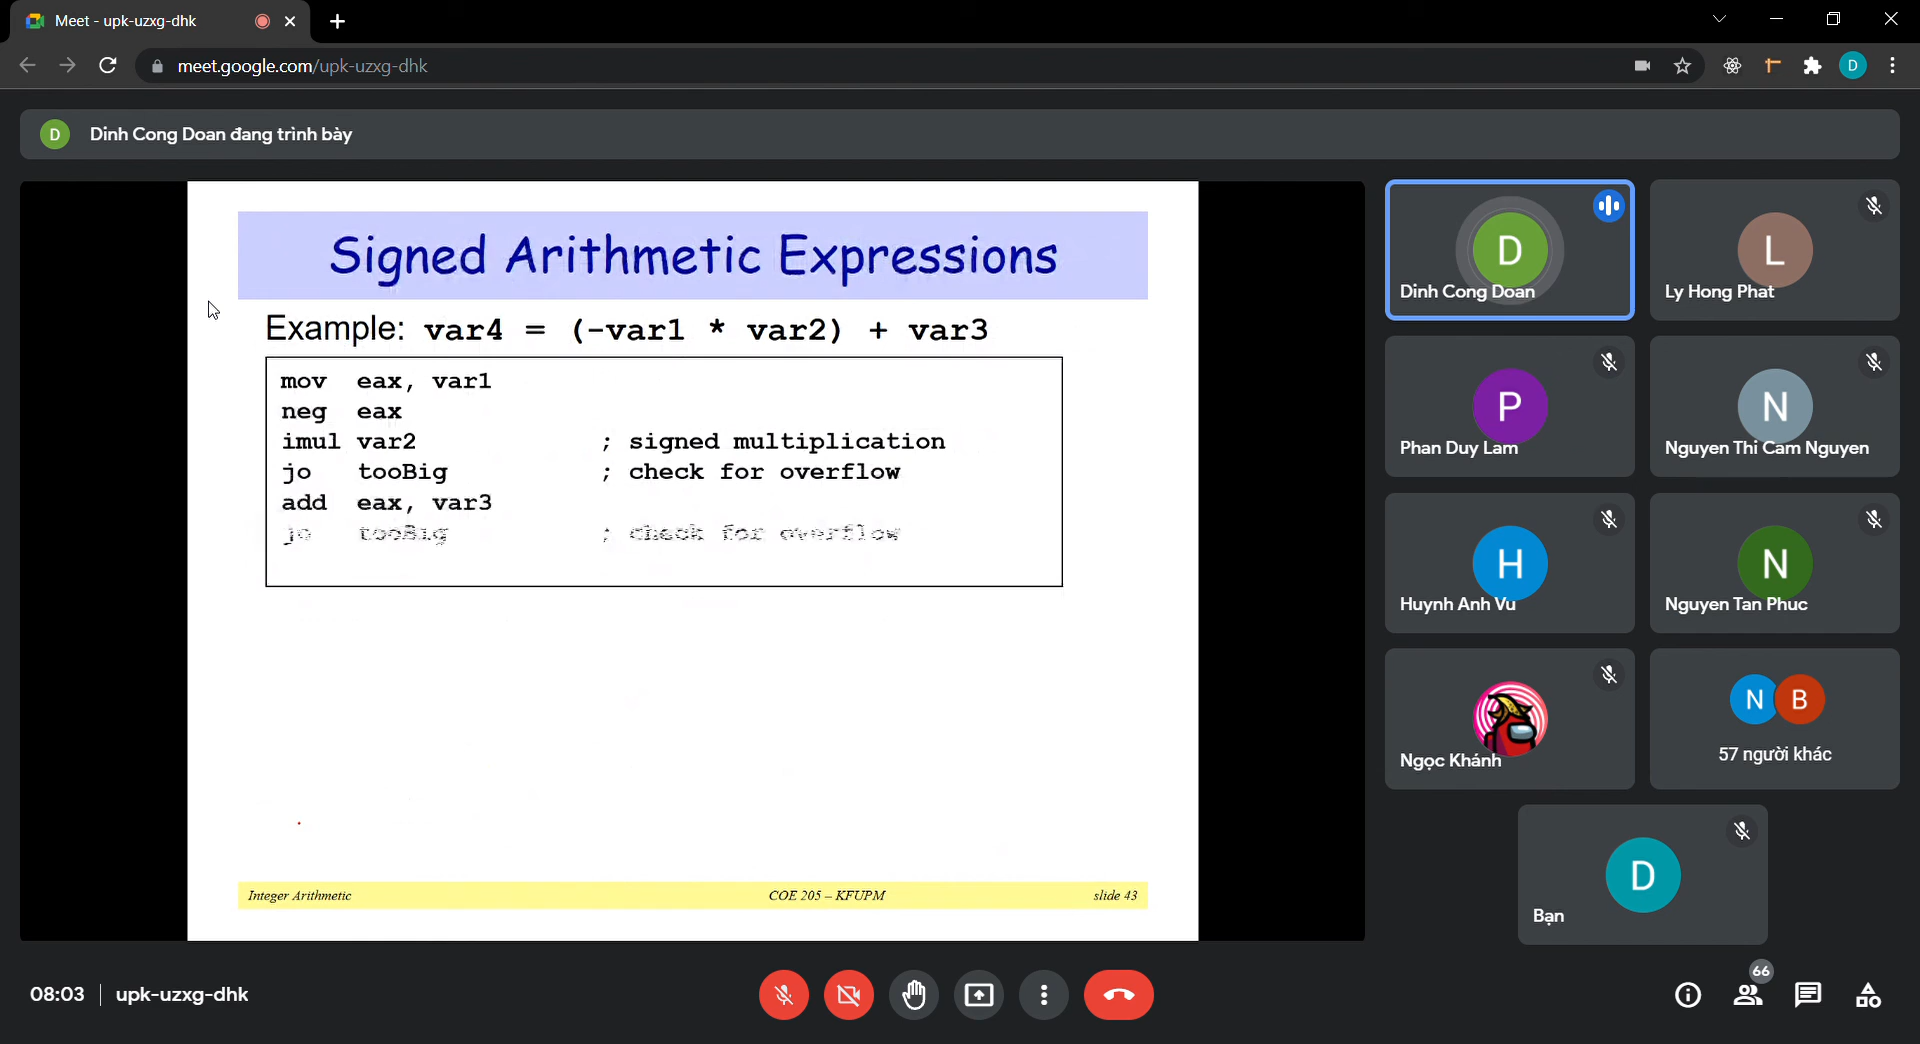 Meet - upk-uzxg-dhk
meet.google.com/upk-uzxg-dhk
D
D
Dinh Cong Doan đang trình bày
Signed Arithmetic Expressions
Example: var4 = (-var1 * var2) + var3
mov eax, var1
neg eax
imul var2 ; signed multiplication
jo tooBig ; check for overflow
add eax, var3
jo tooBig ; check for overflow
Integer Arithmetic COE 205 – KFUPM slide 43
D
Dinh Cong Doan
L
Ly Hong Phat
P
Phan Duy Lam
N
Nguyen Thi Cam Nguyen
H
Huynh Anh Vu
N
Nguyen Tan Phuc
Ngọc Khánh
N B
57 người khác
D
Bạn
08:03 | upk-uzxg-dhk
66